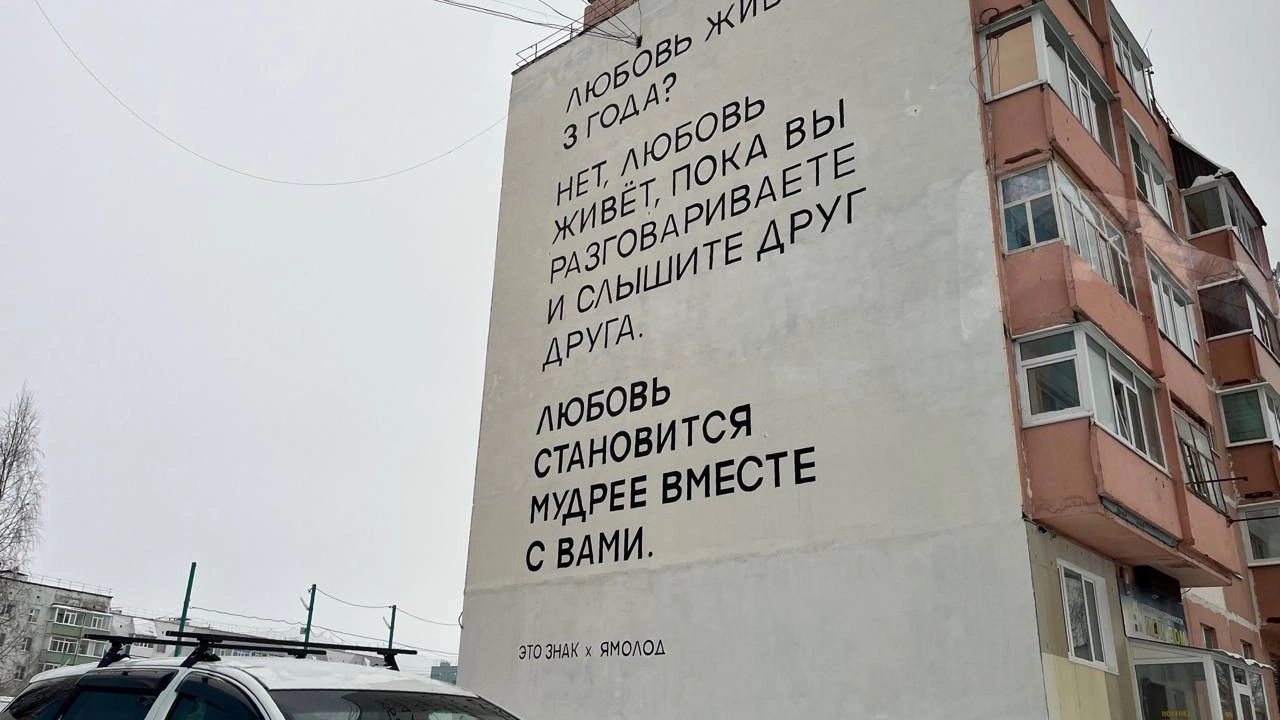 ЛЮБОВЬ
3 ГОДА?
НЕТ, ЛЮБОВЬ
ЖИВЁТ, ПОКА ВЫ
РАЗГОВАРИВАЕТЕ
И СЛЫШИТЕ ДРУГ
ДРУГА.
ЛЮБОВЬ
СТАНОВИТСЯ
МУДРЕЕ ВМЕСТЕ
С ВАМИ.
ЭТО ЗНАК x ЯМОЛОД